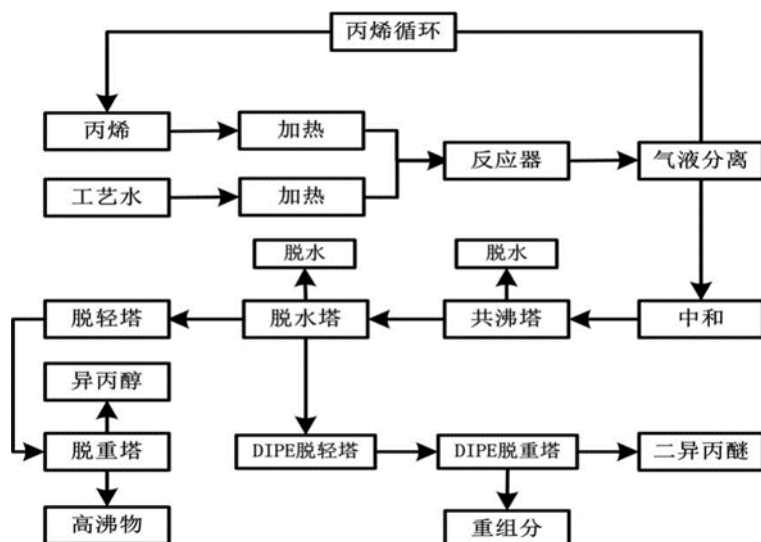 丙烯循环
丙烯
加热
反应器
气液分离
工艺水
加热
脱水
脱水
脱轻塔
脱水塔
共沸塔
中和
异丙醇
脱重塔
DIPE脱轻塔
DIPE脱重塔
二异丙醚
高沸物
重组分